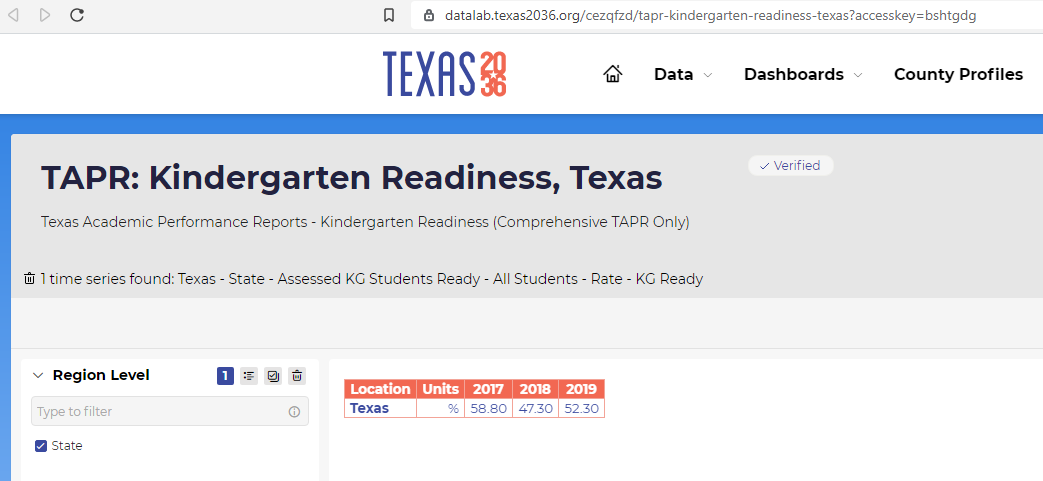 datalab.texas2036.org/cezqfzd/tapr-kindergarten-readiness-texas?accesskey=bshtgdg
TEXAS 2036 Data Dashboards County Profiles
TAPR: Kindergarten Readiness, Texas Verified
Texas Academic Performance Reports - Kindergarten Readiness (Comprehensive TAPR Only)
1 time series found: Texas - State - Assessed KG Students Ready - All Students - Rate - KG Ready
Region Level 1
Type to filter
State
Location Units 2017 2018 2019
Texas % 58.80 47.30 52.30